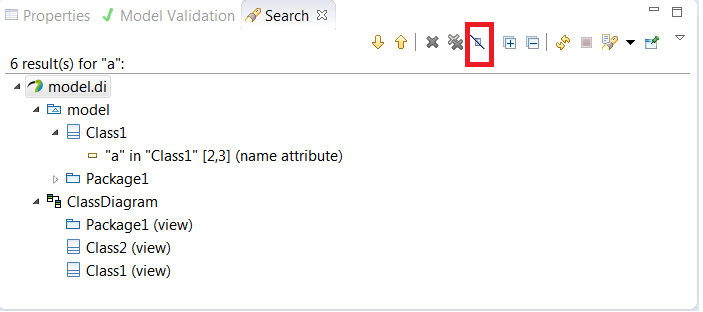 Properties Model Validation Search
6 result(s) for "a":
model.di
model
Class1
"a" in "Class1" [2,3] (name attribute)
Package1
ClassDiagram
Package1 (view)
Class2 (view)
Class1 (view)